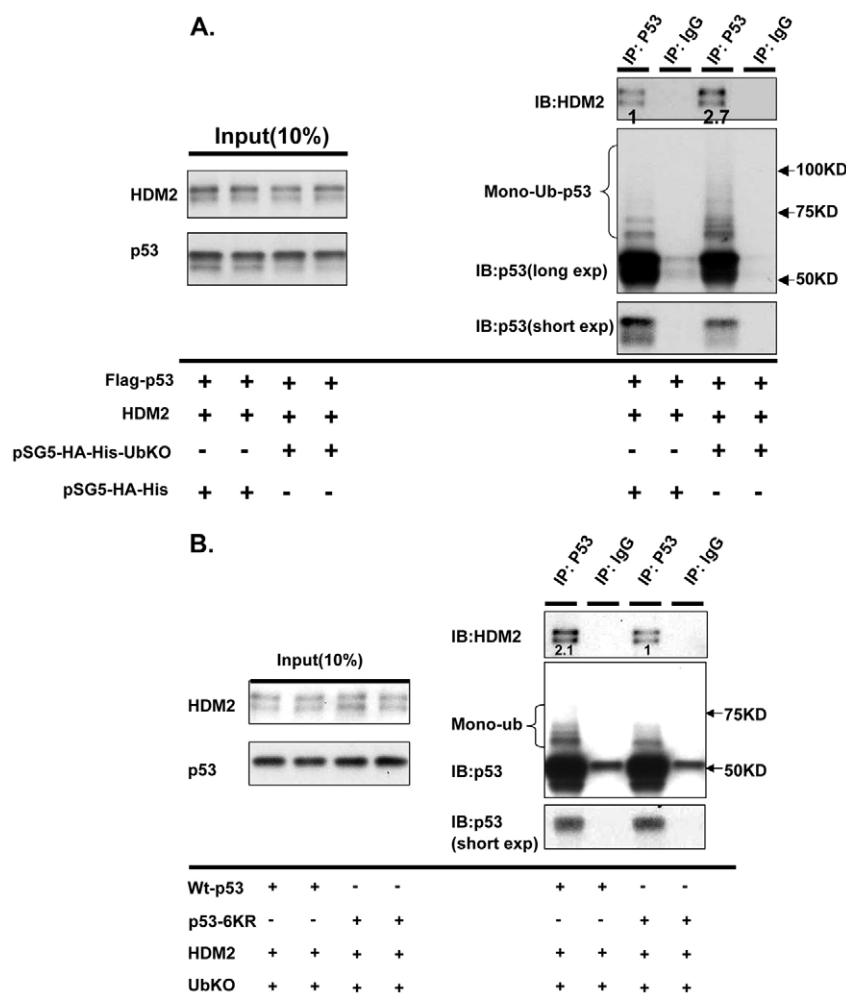 A.
IP: P53 IP: IgG IP: P53 IP: IgG
IB:HDM2
1 2.7
Input(10%)
HDM2
p53
Mono-Ub-p53
100KD
75KD
IB:p53(long exp)
50KD
IB:p53(short exp)
Flag-p53 + + + + + + + +
HDM2 + + + + + + + +
pSG5-HA-His-UbKO - - + + - - + +
pSG5-HA-His + + - - + + - -
B.
IP: P53 IP: IgG IP: P53 IP: IgG
IB:HDM2
2.1 1
Input(10%)
HDM2
p53
Mono-ub
75KD
IB:p53
50KD
IB:p53
(short exp)
Wt-p53 + + - - + + - -
p53-6KR - - + + - - + +
HDM2 + + + + + + + +
UbKO + + + + + + + +